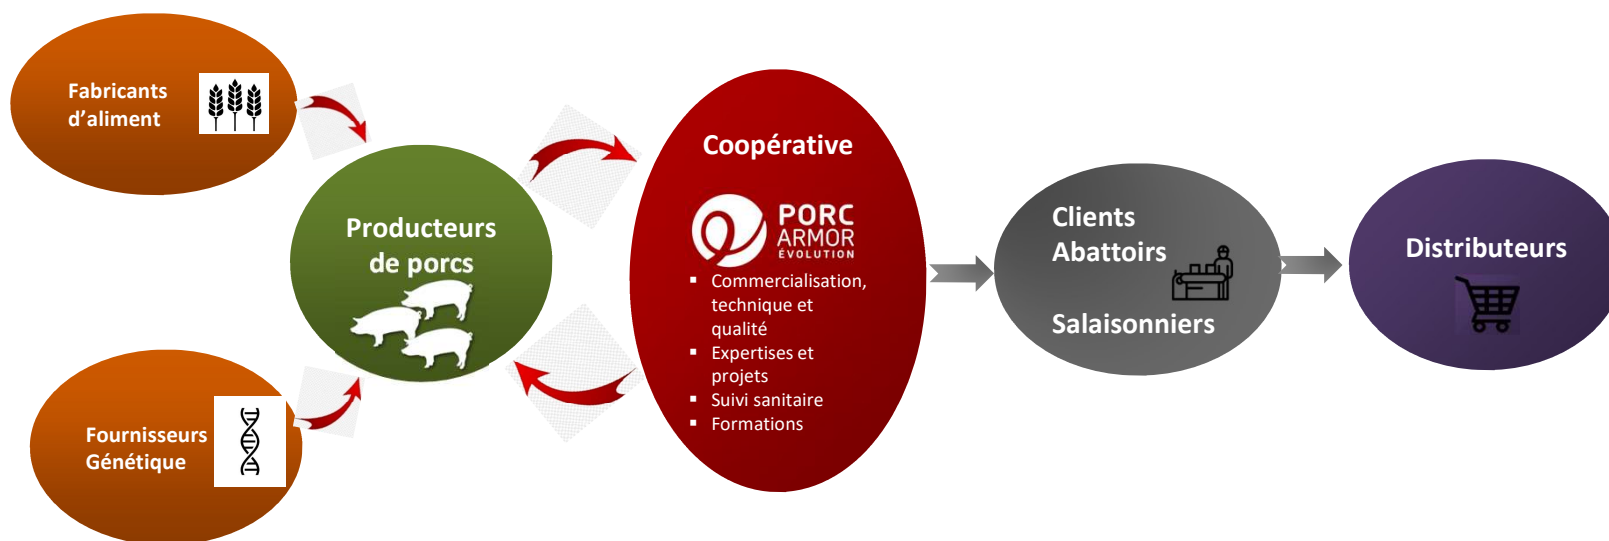 Fabricants
d'aliment
Fournisseurs
Génétique
Producteurs
de porcs
Coopérative
PORC
ARMOR
ÉVOLUTION
▪ Commercialisation,
technique et
qualité
▪ Expertises et
projets
▪ Suivi sanitaire
▪ Formations
Clients
Abattoirs
Salaisonniers
Distributeurs